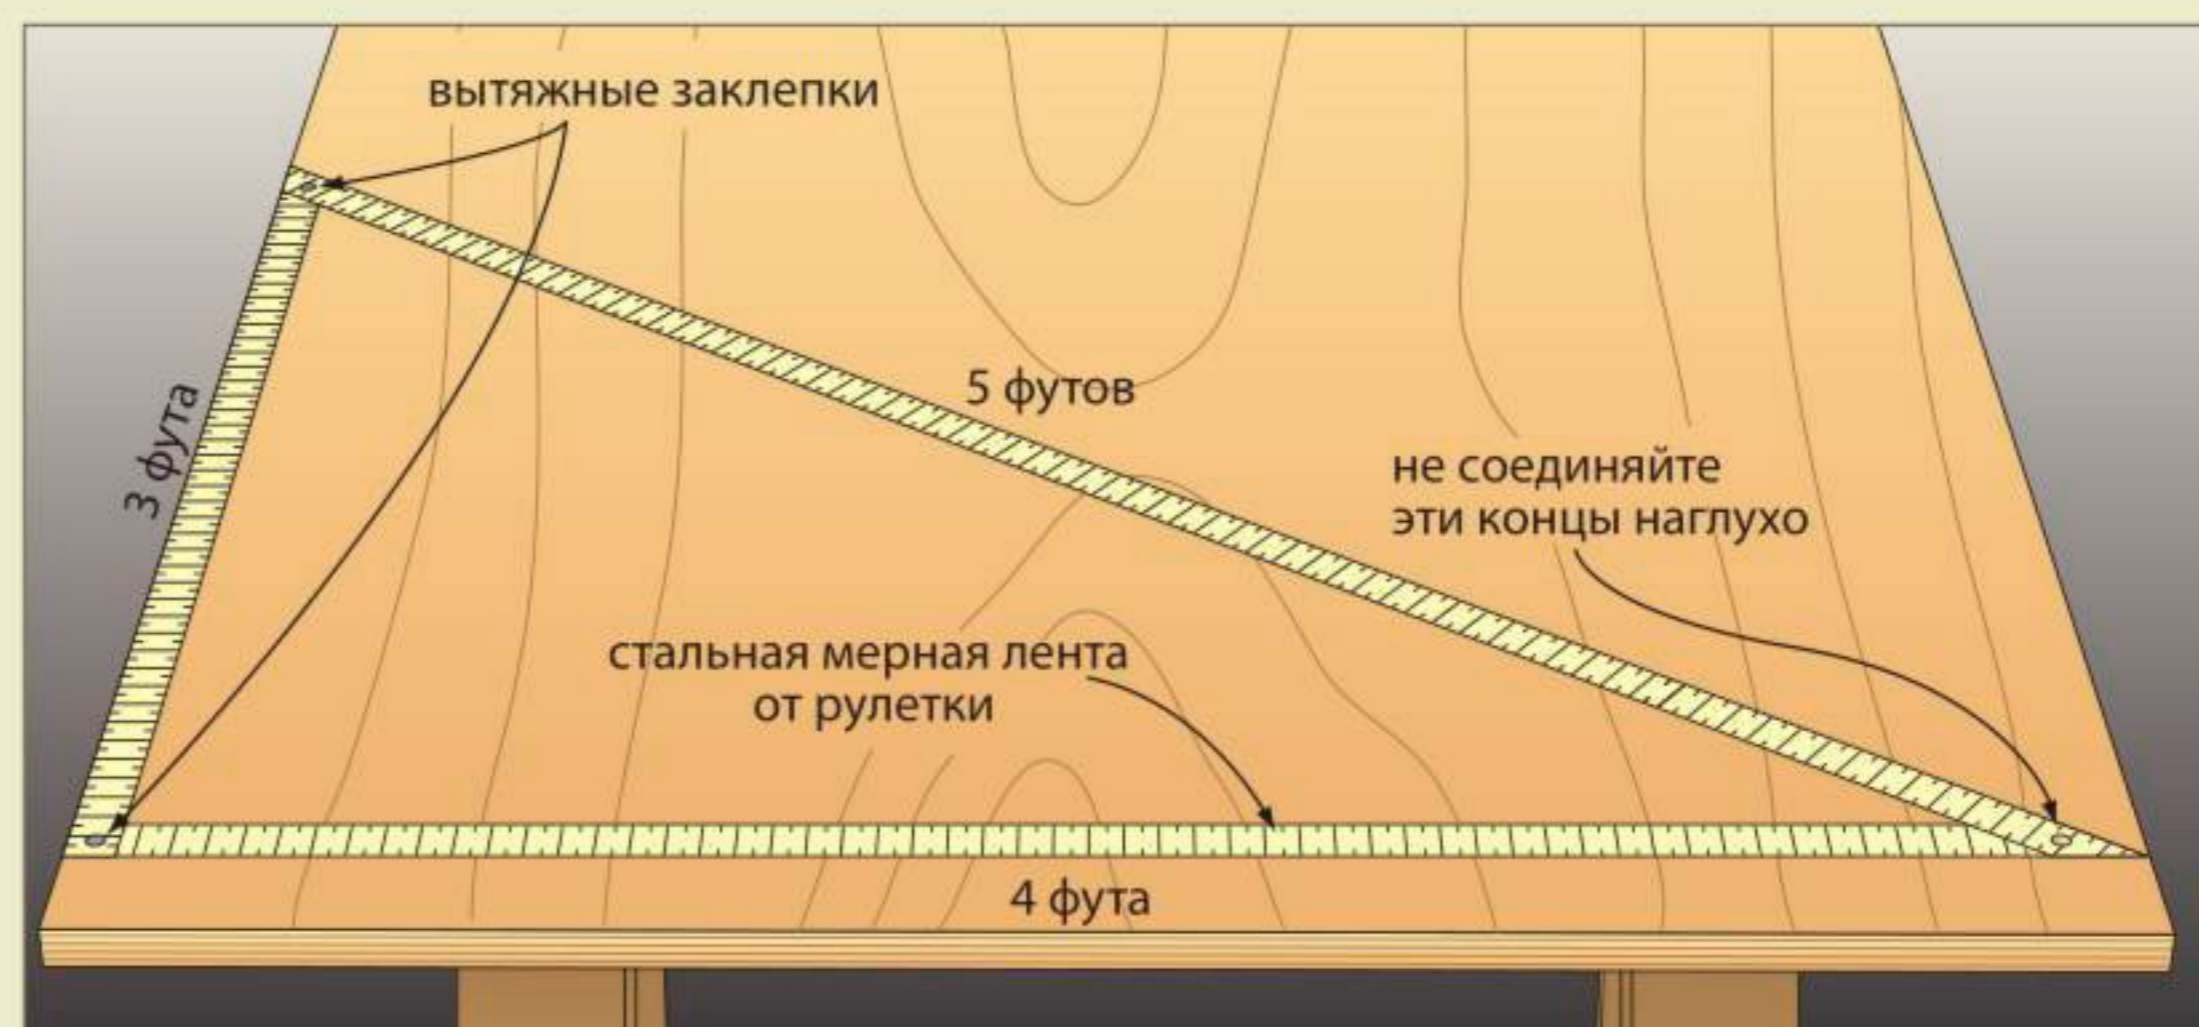 вытяжные заклепки
3 фута
5 футов
не соединяйте
эти концы наглухо
стальная мерная лента
от рулетки
4 фута